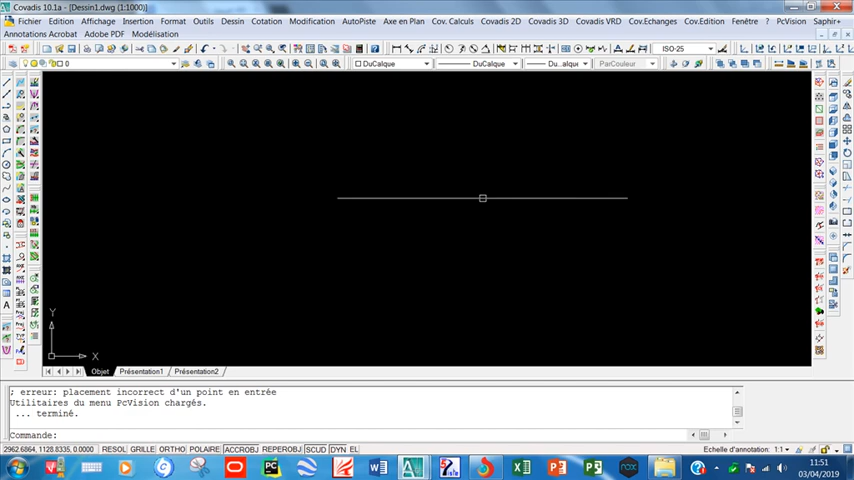 Covadis 10.1a - [Dessin1.dwg (1:1000)]
Fichier Edition Affichage Insertion Format Outils Dessin Cotation Modification AutoPiste Axe en Plan Cov. Calculs Covadis 2D Covadis 3D Covadis VRD Cov.Echanges Cov.Edition Fenêtre ? PcVision Saphir+
Annotations Acrobat Adobe PDF Modélisation
ISO-25
0 DuCalque DuCalque Du...alque ParCouleur
Y
X
Objet Présentation1 Présentation2
; erreur: placement incorrect d'un point en entrée
Utilitaires du menu PcVision chargés.
... terminé.
Commande:
2962.6864, 1128.8335, 0.0000 RESOL GRILLE ORTHO POLAIRE ACCROBJ REPEROBJ SCUD DYN EL Echelle d'annotation: 1:1
11:51
03/04/2019